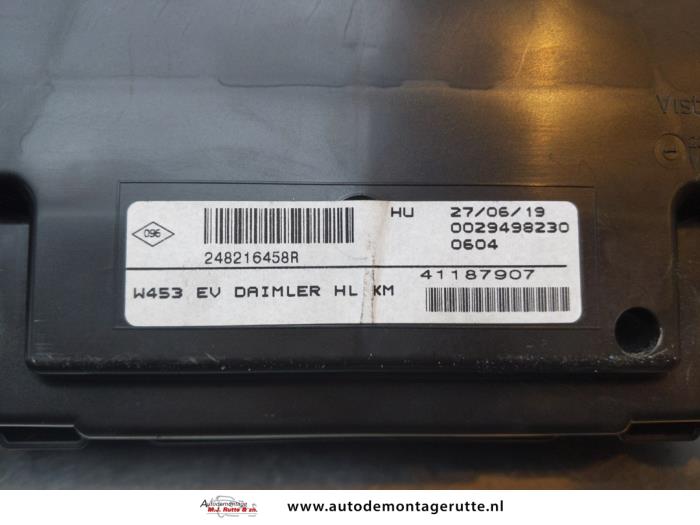 Vist
1
096
248216458R
HU
27/06/19
0029498230
0604
W453 EV DAIMLER HL KM
41187907
Autodemontage
M.J. Rutte & zn.
www.autodemontagerutte.nl